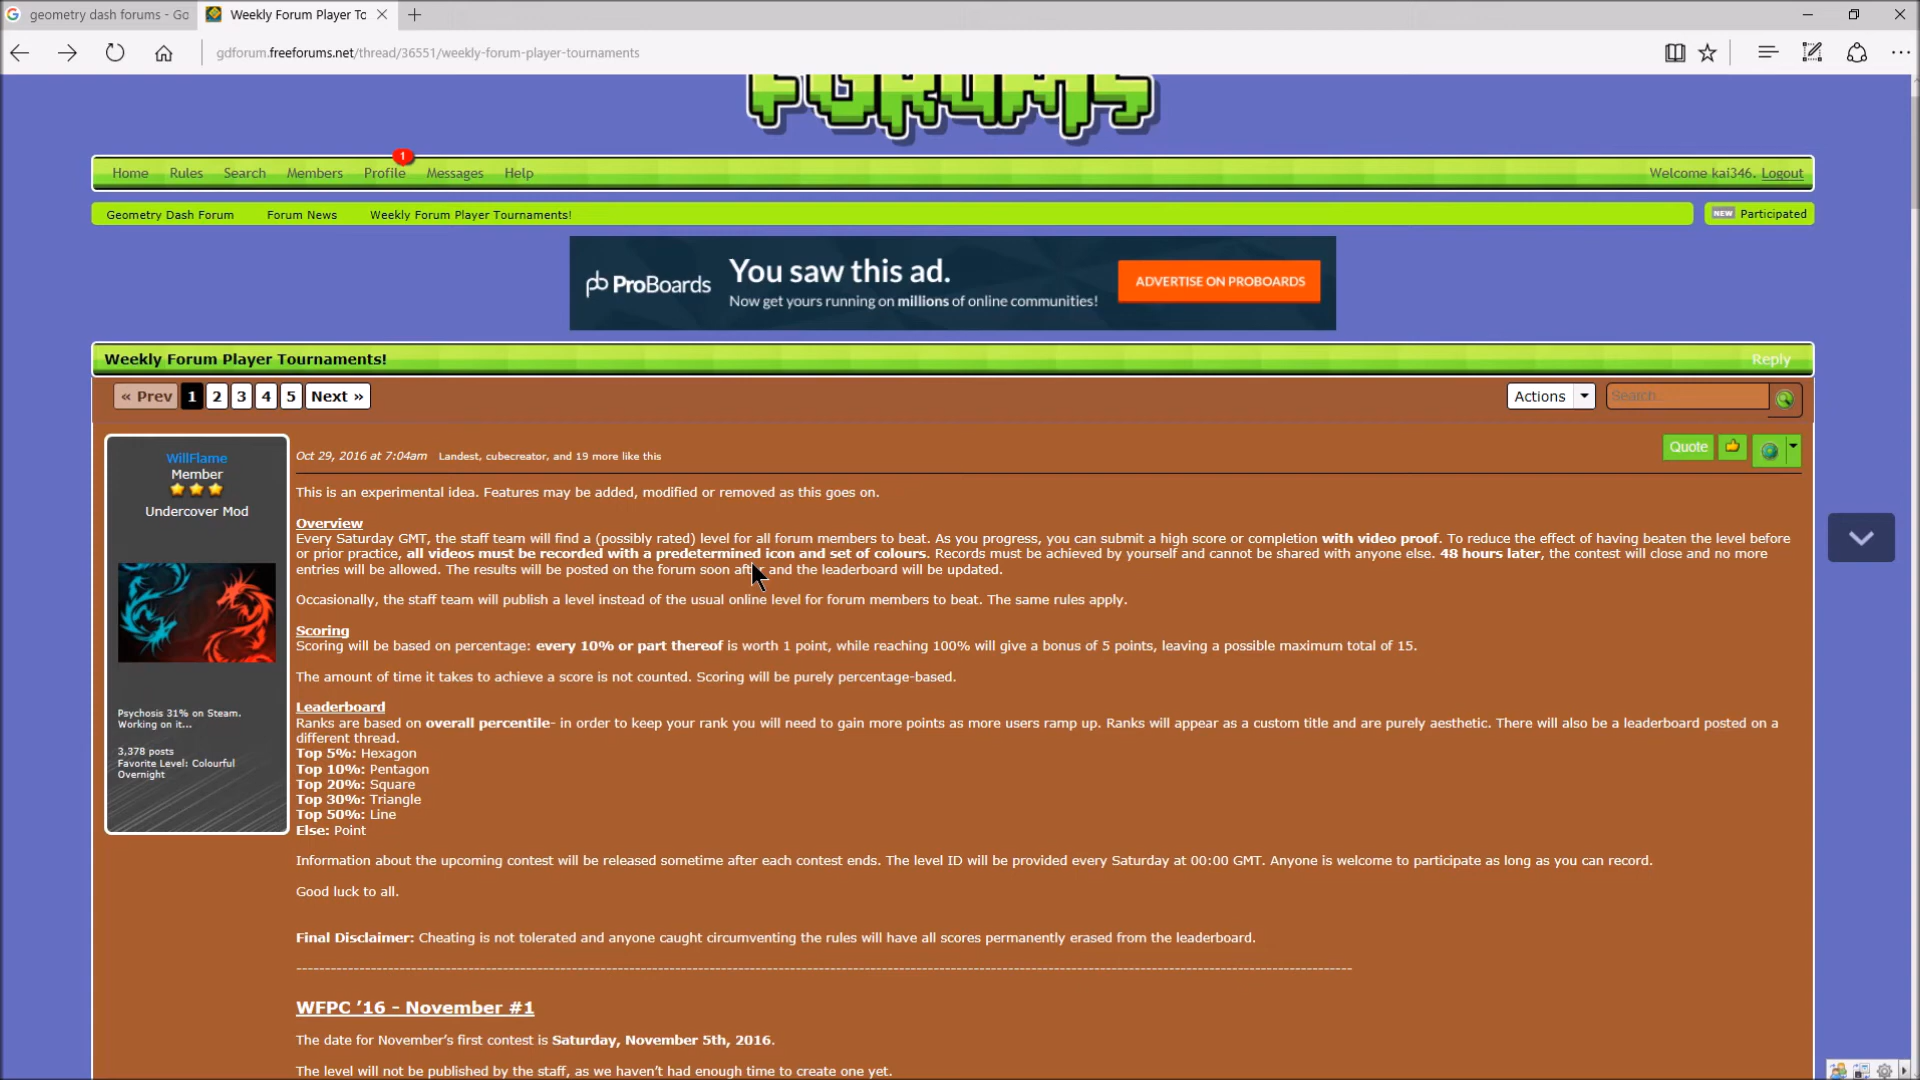 geometry dash forums - Go
Weekly Forum Player To
gdforum.freeforums.net/thread/36551/weekly-forum-player-tournaments
FORUMS
1
Home Rules Search Members Profile Messages Help
Welcome kai346. Logout
Geometry Dash Forum Forum News Weekly Forum Player Tournaments!
NEW Participated
pb ProBoards
You saw this ad.
Now get yours running on millions of online communities!
ADVERTISE ON PROBOARDS
Weekly Forum Player Tournaments!
Reply
« Prev 1 2 3 4 5 Next »
Actions
Search...
WillFlame
Member
Undercover Mod
Psychosis 31% on Steam.
Working on it...
3,378 posts
Favorite Level: Colourful
Overnight
Oct 29, 2016 at 7:04am Landest, cubecreator, and 19 more like this
Quote
This is an experimental idea. Features may be added, modified or removed as this goes on.
Overview
Every Saturday GMT, the staff team will find a (possibly rated) level for all forum members to beat. As you progress, you can submit a high score or completion with video proof. To reduce the effect of having beaten the level before
or prior practice, all videos must be recorded with a predetermined icon and set of colours. Records must be achieved by yourself and cannot be shared with anyone else. 48 hours later, the contest will close and no more
entries will be allowed. The results will be posted on the forum soon after and the leaderboard will be updated.
Occasionally, the staff team will publish a level instead of the usual online level for forum members to beat. The same rules apply.
Scoring
Scoring will be based on percentage: every 10% or part thereof is worth 1 point, while reaching 100% will give a bonus of 5 points, leaving a possible maximum total of 15.
The amount of time it takes to achieve a score is not counted. Scoring will be purely percentage-based.
Leaderboard
Ranks are based on overall percentile- in order to keep your rank you will need to gain more points as more users ramp up. Ranks will appear as a custom title and are purely aesthetic. There will also be a leaderboard posted on a
different thread.
Top 5%: Hexagon
Top 10%: Pentagon
Top 20%: Square
Top 30%: Triangle
Top 50%: Line
Else: Point
Information about the upcoming contest will be released sometime after each contest ends. The level ID will be provided every Saturday at 00:00 GMT. Anyone is welcome to participate as long as you can record.
Good luck to all.
Final Disclaimer: Cheating is not tolerated and anyone caught circumventing the rules will have all scores permanently erased from the leaderboard.
WFPC '16 - November #1
The date for November's first contest is Saturday, November 5th, 2016.
The level will not be published by the staff, as we haven't had enough time to create one yet.